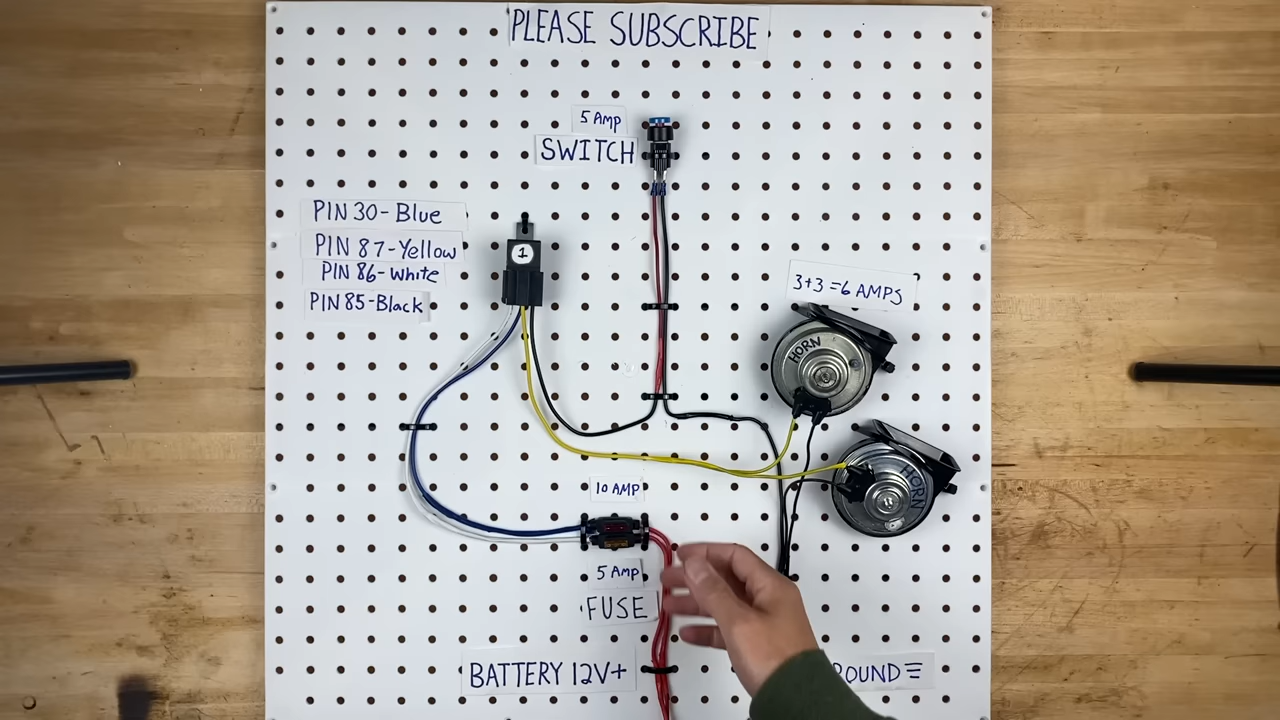 PLEASE SUBSCRIBE
5 AMP
SWITCH
PIN 30-Blue
PIN 87-Yellow
PIN 86-White
PIN 85-Black
1
3+3=6 AMPS
HORN
HORN
10 AMP
5 AMP
FUSE
BATTERY 12V+
ROUND